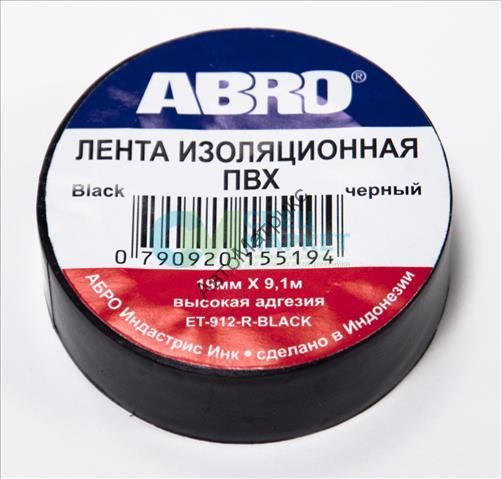 ABRO®
ЛЕНТА ИЗОЛЯЦИОННАЯ
ПВХ
Black
черный
0 790920 155194
19мм X 9,1м
высокая адгезия
ET-912-R-BLACK
АБРО Индастрис Инк • сделано в Индонезии